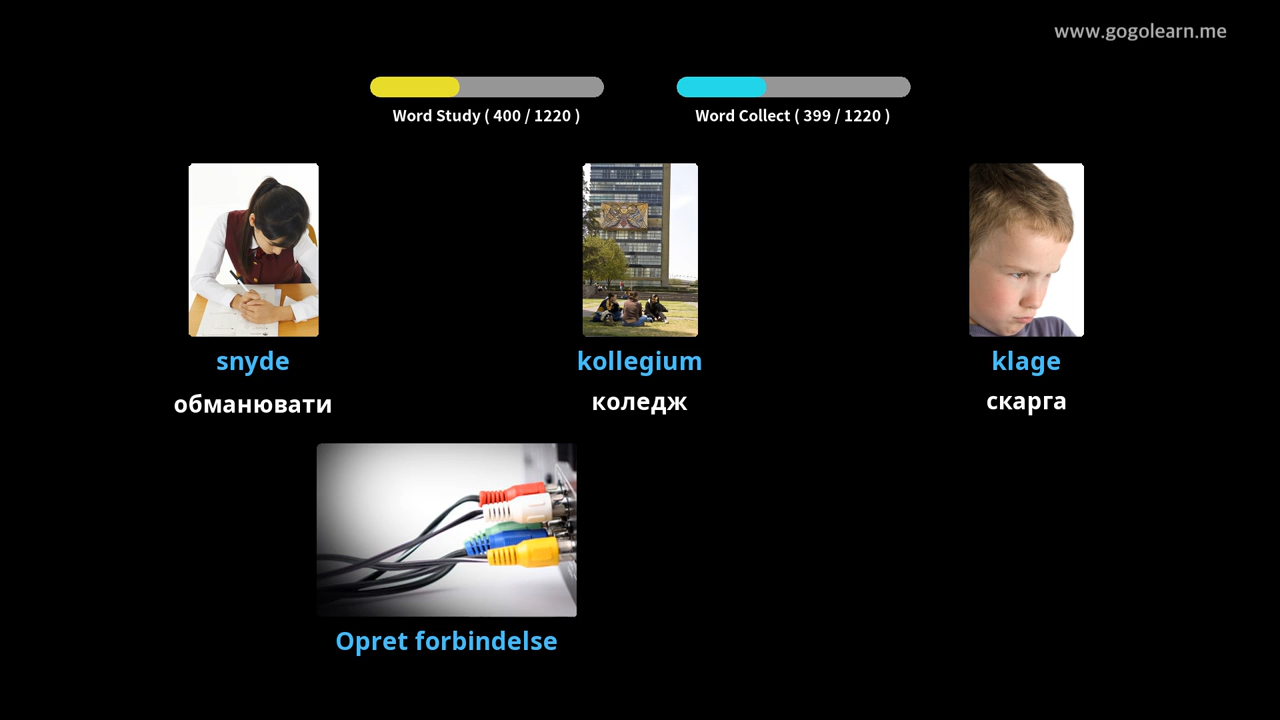 www.gogolearn.me
Word Study ( 400 / 1220 )
Word Collect ( 399 / 1220 )
snyde
kollegium
klage
обманювати
коледж
скарга
Opret forbindelse